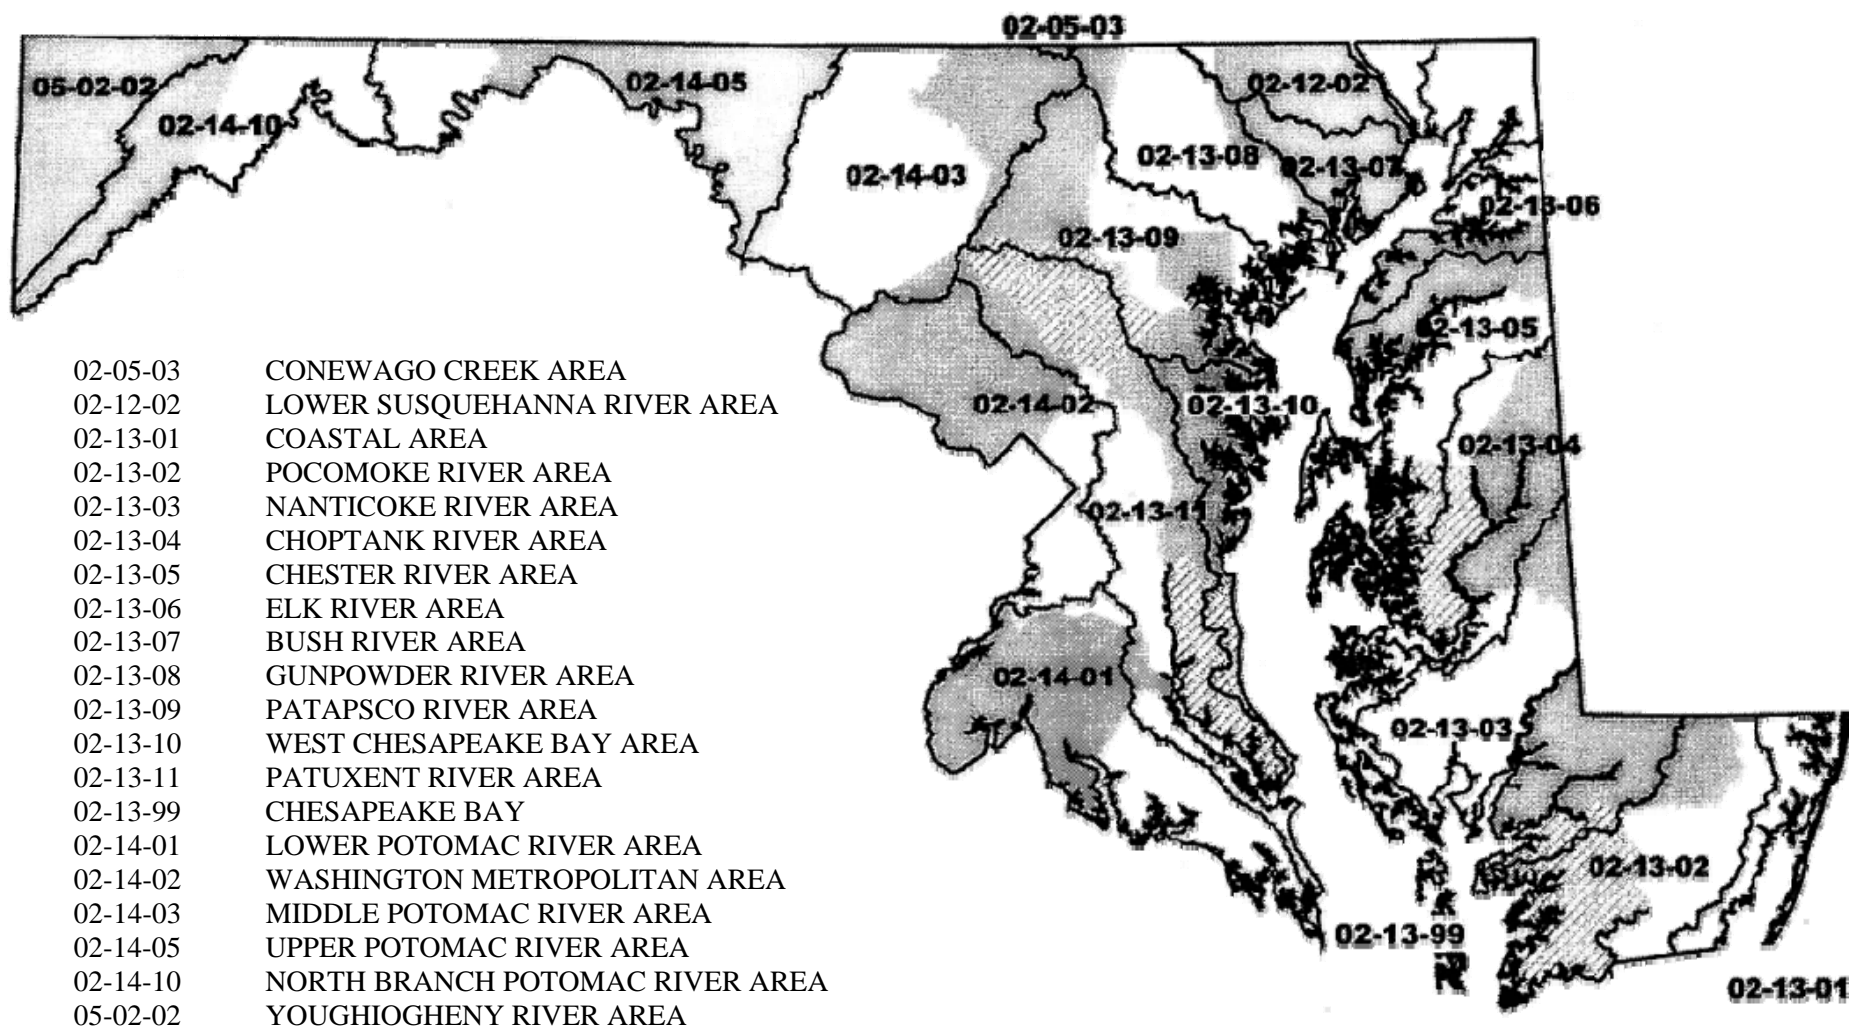 02-05-03
05-02-02
02-14-05
02-12-02
02-14-10
02-13-08
02-13-07
02-14-03
02-13-06
02-13-09
02-13-05
02-14-02
02-13-10
02-13-04
02-13-11
02-14-01
02-13-03
02-13-02
02-13-99
02-13-01
02-05-03 CONEWAGO CREEK AREA
02-12-02 LOWER SUSQUEHANNA RIVER AREA
02-13-01 COASTAL AREA
02-13-02 POCOMOKE RIVER AREA
02-13-03 NANTICOKE RIVER AREA
02-13-04 CHOPTANK RIVER AREA
02-13-05 CHESTER RIVER AREA
02-13-06 ELK RIVER AREA
02-13-07 BUSH RIVER AREA
02-13-08 GUNPOWDER RIVER AREA
02-13-09 PATAPSCO RIVER AREA
02-13-10 WEST CHESAPEAKE BAY AREA
02-13-11 PATUXENT RIVER AREA
02-13-99 CHESAPEAKE BAY
02-14-01 LOWER POTOMAC RIVER AREA
02-14-02 WASHINGTON METROPOLITAN AREA
02-14-03 MIDDLE POTOMAC RIVER AREA
02-14-05 UPPER POTOMAC RIVER AREA
02-14-10 NORTH BRANCH POTOMAC RIVER AREA
05-02-02 YOUGHIOGHENY RIVER AREA